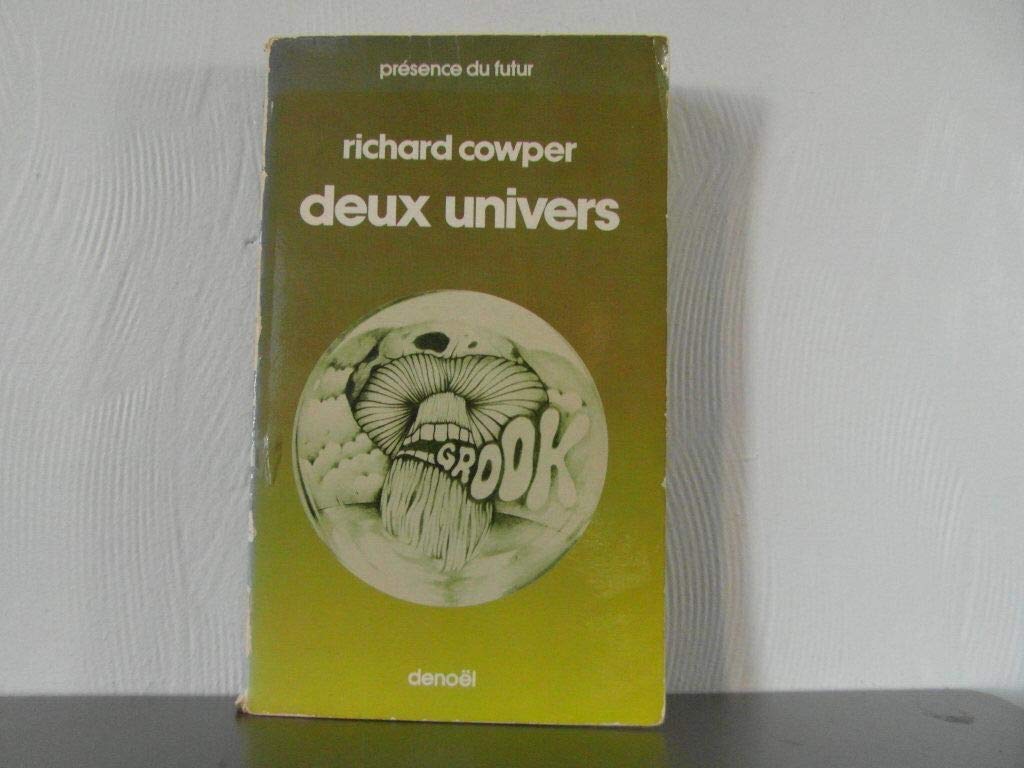 présence du futur
richard cowper
deux univers
GROOK
denoël